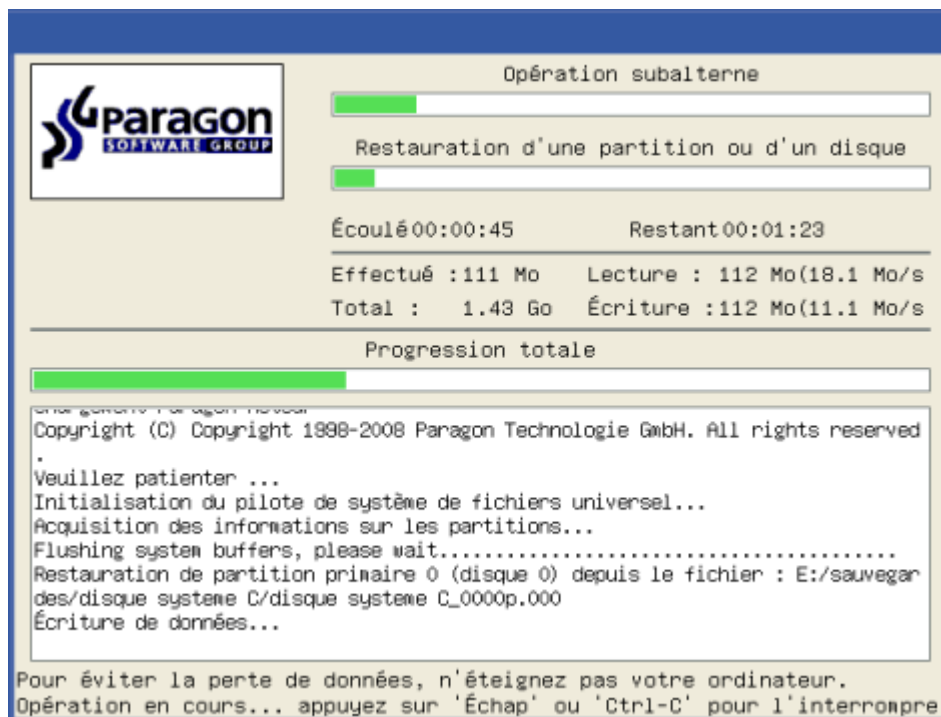 Paragon
SOFTWARE GROUP
Opération subalterne
Restauration d'une partition ou d'un disque
Écoulé00:00:45 Restant00:01:23
Effectué :111 Mo Lecture : 112 Mo(18.1 Mo/s
Total : 1.43 Go Écriture :112 Mo(11.1 Mo/s
Progression totale
Copyright (C) Copyright 1998-2008 Paragon Technologie GmbH. All rights reserved
.
Veuillez patienter ...
Initialisation du pilote de système de fichiers universel...
Acquisition des informations sur les partitions...
Flushing system buffers, please wait..........................................
Restauration de partition primaire 0 (disque 0) depuis le fichier : E:/sauvegar
des/disque systeme C/disque systeme C_0000p.000
Écriture de données...
Pour éviter la perte de données, n'éteignez pas votre ordinateur.
Opération en cours... appuyez sur 'Échap' ou 'Ctrl-C' pour l'interrompre